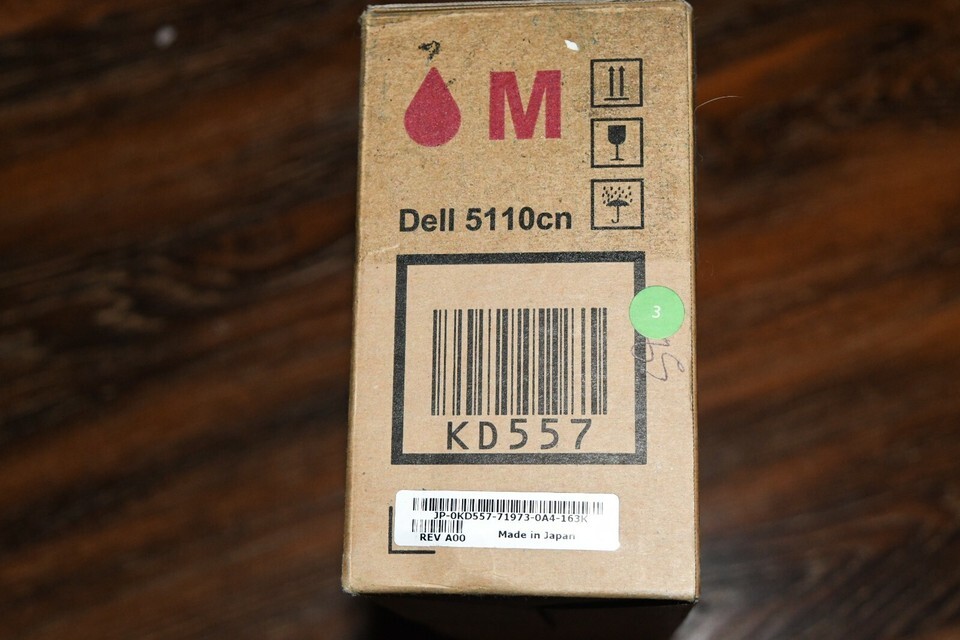 M
Dell 5110cn
3
KD557
JP-0KD557-71973-0A4-163K
REV A00 Made in Japan